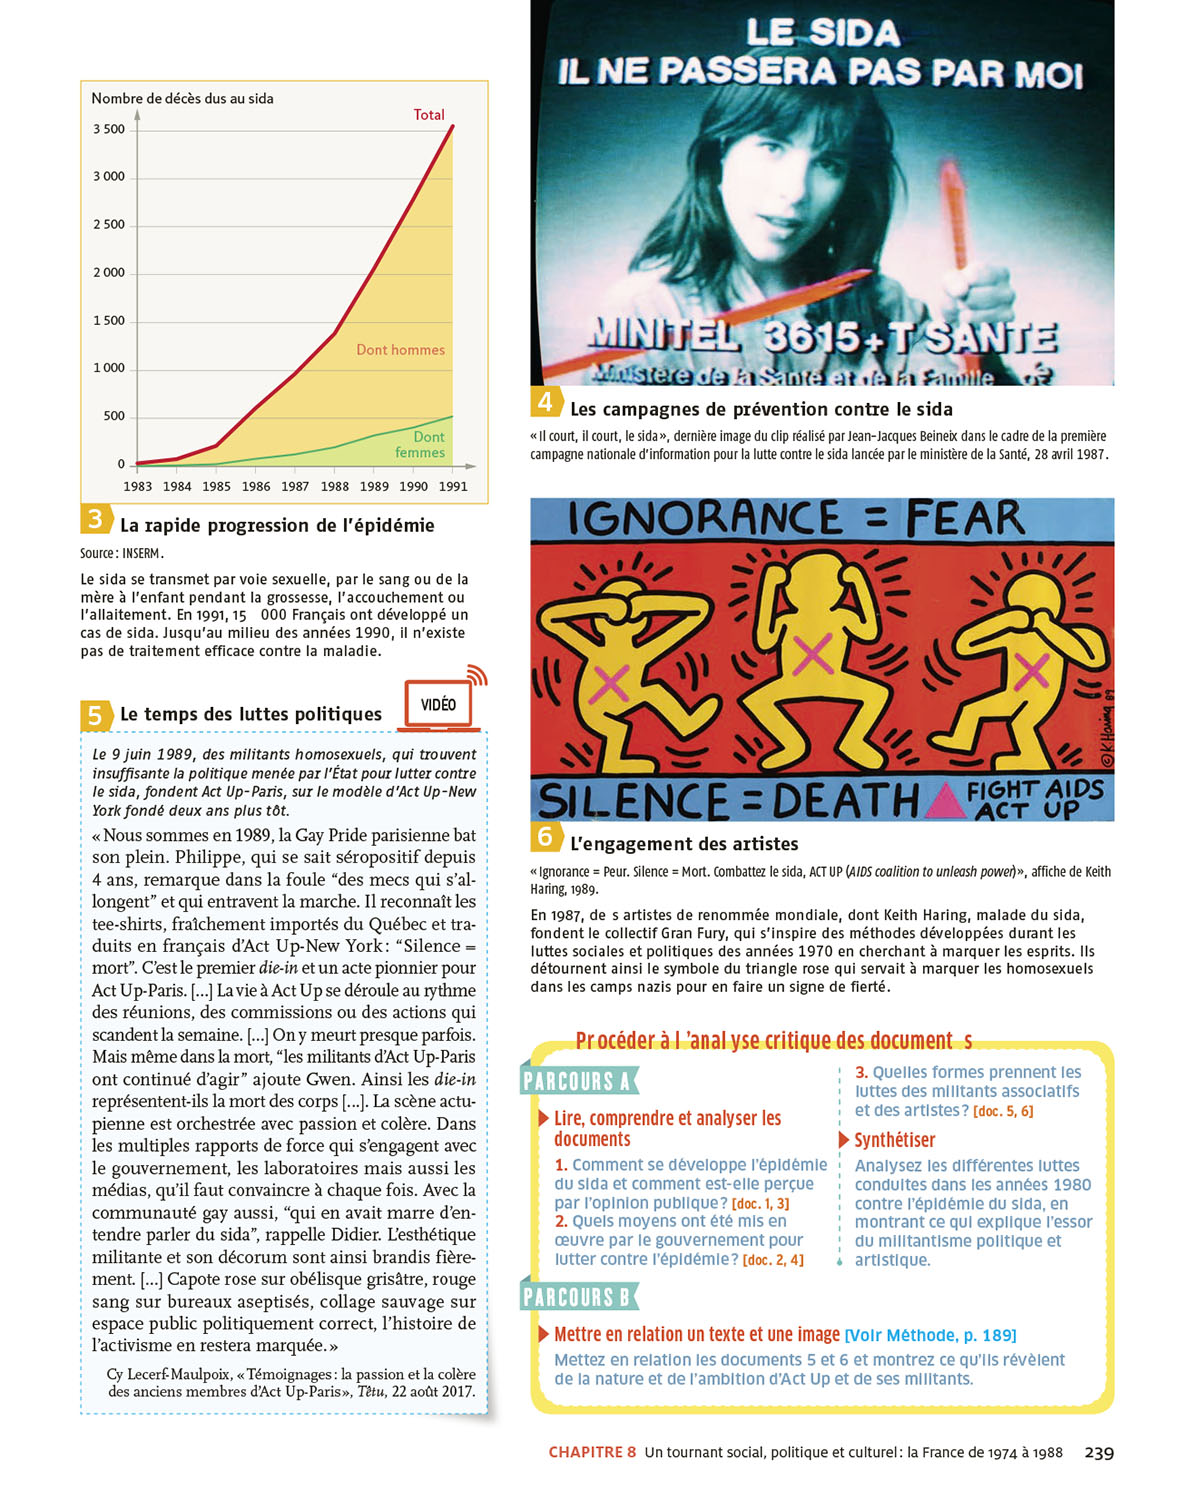 Nombre de décès dus au sida
Total
3 500
3 000
2 500
2 000
1 500
1 000
500
0
Dont hommes
Dont
femmes
1983 1984 1985 1986 1987 1988 1989 1990 1991
3 La rapide progression de l'épidémie
Source : INSERM.
Le sida se transmet par voie sexuelle, par le sang ou de la
mère à l'enfant pendant la grossesse, l'accouchement ou
l'allaitement. En 1991, 15 000 Français ont développé un
cas de sida. Jusqu'au milieu des années 1990, il n'existe
pas de traitement efficace contre la maladie.
5 Le temps des luttes politiques
VIDÉO
Le 9 juin 1989, des militants homosexuels, qui trouvent
insuffisante la politique menée par l'État pour lutter contre
le sida, fondent Act Up-Paris, sur le modèle d'Act Up-New
York fondé deux ans plus tôt.
« Nous sommes en 1989, la Gay Pride parisienne bat
son plein. Philippe, qui se sait séropositif depuis
4 ans, remarque dans la foule “des mecs qui s'al-
longent” et qui entravent la marche. Il reconnaît les
tee-shirts, fraîchement importés du Québec et tra-
duits en français d'Act Up-New York : “Silence =
mort”. C'est le premier die-in et un acte pionnier pour
Act Up-Paris. [...] La vie à Act Up se déroule au rythme
des réunions, des commissions ou des actions qui
scandent la semaine. [...] On y meurt presque parfois.
Mais même dans la mort, “les militants d'Act Up-Paris
ont continué d'agir” ajoute Gwen. Ainsi les die-in
représentent-ils la mort des corps [...]. La scène actu-
pienne est orchestrée avec passion et colère. Dans
les multiples rapports de force qui s'engagent avec
le gouvernement, les laboratoires mais aussi les
médias, qu'il faut convaincre à chaque fois. Avec la
communauté gay aussi, “qui en avait marre d'en-
tendre parler du sida”, rappelle Didier. L'esthétique
militante et son décorum sont ainsi brandis fière-
ment. [...] Capote rose sur obélisque grisâtre, rouge
sang sur bureaux aseptisés, collage sauvage sur
espace public politiquement correct, l'histoire de
l'activisme en restera marquée. »
Cy Lecerf-Maulpoix, « Témoignages : la passion et la colère
des anciens membres d'Act Up-Paris », Têtu, 22 août 2017.
LE SIDA
IL NE PASSERA PAS PAR MOI
MINITEL 3615+T SANTE
Ministère de la Santé et de la Famille
4 Les campagnes de prévention contre le sida
« Il court, il court, le sida », dernière image du clip réalisé par Jean-Jacques Beineix dans le cadre de la première
campagne nationale d'information pour la lutte contre le sida lancée par le ministère de la Santé, 28 avril 1987.
IGNORANCE = FEAR
© K. Haring 89
SILENCE = DEATH
FIGHT AIDS
ACT UP
6 L'engagement des artistes
« Ignorance = Peur. Silence = Mort. Combattez le sida, ACT UP (AIDS coalition to unleash power) », affiche de Keith
Haring, 1989.
En 1987, de s artistes de renommée mondiale, dont Keith Haring, malade du sida,
fondent le collectif Gran Fury, qui s'inspire des méthodes développées durant les
luttes sociales et politiques des années 1970 en cherchant à marquer les esprits. Ils
détournent ainsi le symbole du triangle rose qui servait à marquer les homosexuels
dans les camps nazis pour en faire un signe de fierté.
Procéder à l 'anal yse critique des document s
PARCOURS A
Lire, comprendre et analyser les
documents
1. Comment se développe l'épidémie
du sida et comment est-elle perçue
par l'opinion publique ? [doc. 1, 3]
2. Quels moyens ont été mis en
œuvre par le gouvernement pour
lutter contre l'épidémie ? [doc. 2, 4]
3. Quelles formes prennent les
luttes des militants associatifs
et des artistes ? [doc. 5, 6]
Synthétiser
Analysez les différentes luttes
conduites dans les années 1980
contre l'épidémie du sida, en
montrant ce qui explique l'essor
du militantisme politique et
artistique.
PARCOURS B
Mettre en relation un texte et une image [Voir Méthode, p. 189]
Mettez en relation les documents 5 et 6 et montrez ce qu'ils révèlent
de la nature et de l'ambition d'Act Up et de ses militants.
CHAPITRE 8 Un tournant social, politique et culturel : la France de 1974 à 1988 239